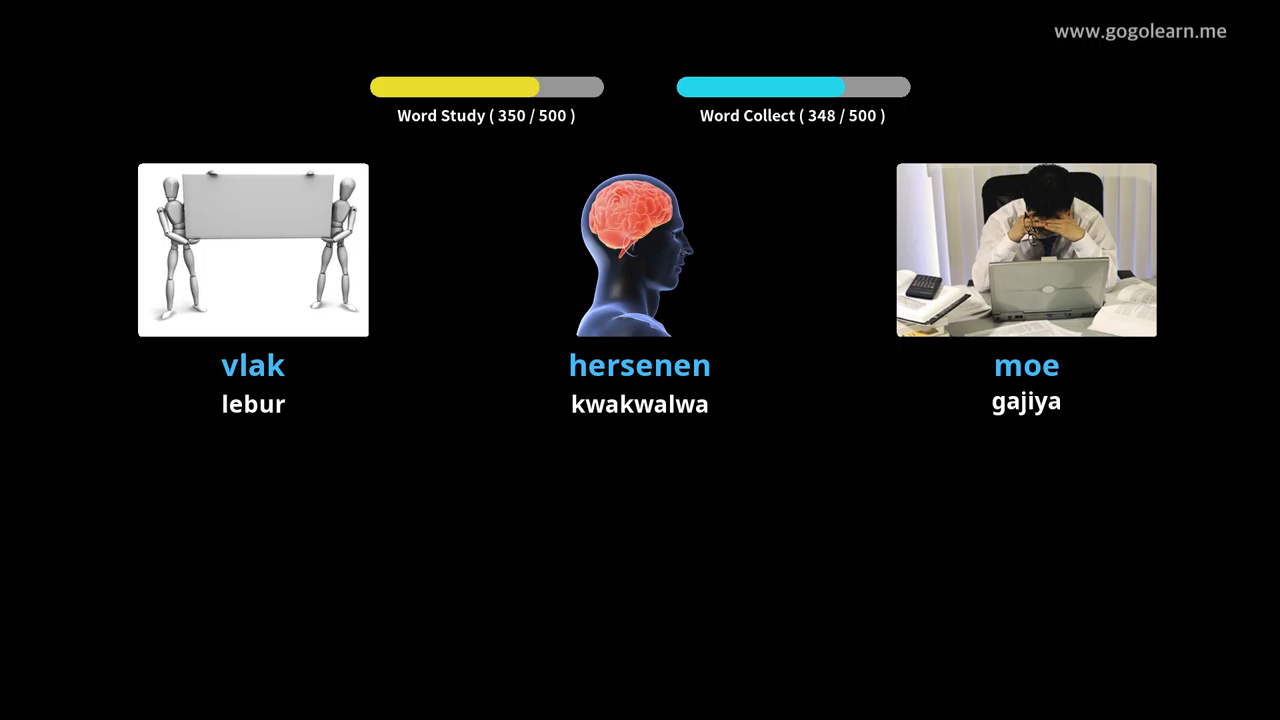 www.gogolearn.me
Word Study ( 350 / 500 )
Word Collect ( 348 / 500 )
vlak
lebur
hersenen
kwakwalwa
moe
gajiya